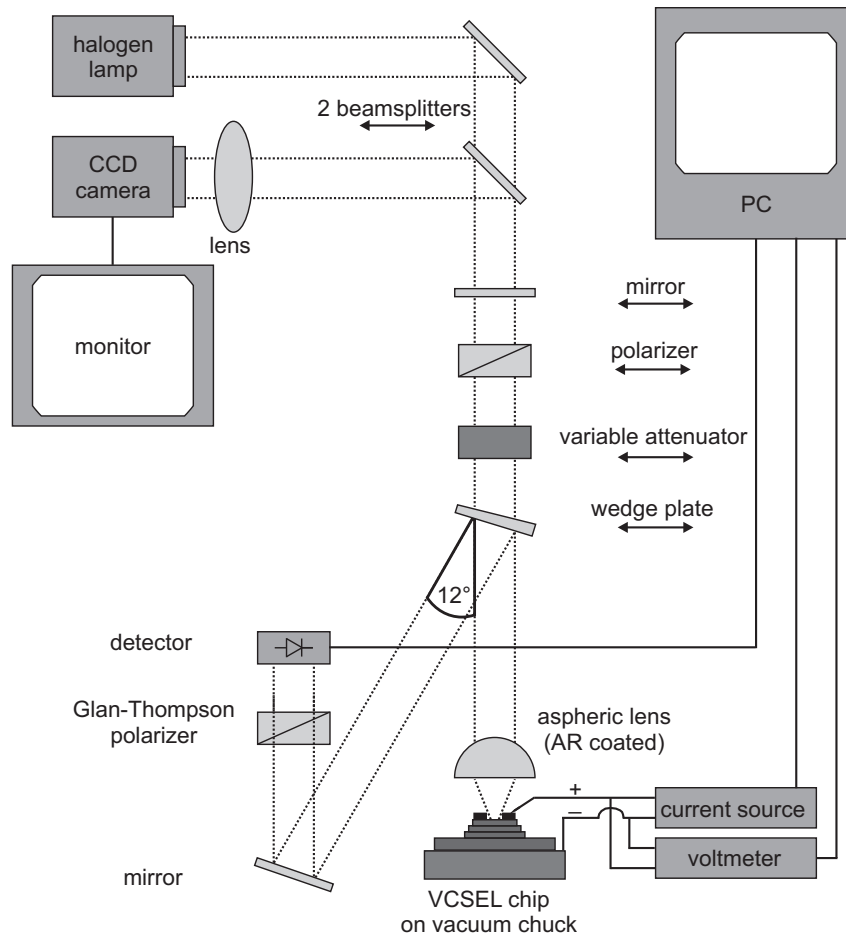 halogen
lamp
2 beamsplitters
CCD
camera
lens
PC
monitor
mirror
polarizer
variable attenuator
wedge plate
12°
detector
Glan-Thompson
polarizer
aspheric lens
(AR coated)
+
–
current source
voltmeter
mirror
VCSEL chip
on vacuum chuck